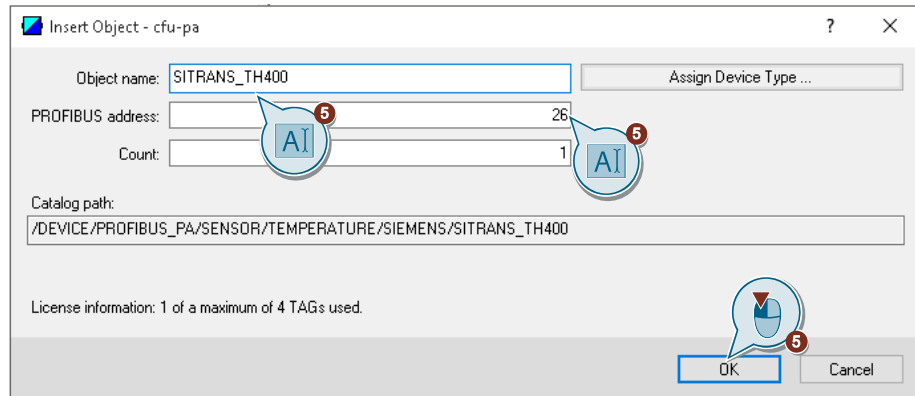 Insert Object - cfu-pa ? ×
Object name: SITRANS_TH400 Assign Device Type ...
5
PROFIBUS address: 26
A
5
A
Count: 1
Catalog path:
/DEVICE/PROFIBUS_PA/SENSOR/TEMPERATURE/SIEMENS/SITRANS_TH400
License information: 1 of a maximum of 4 TAGs used.
5
OK Cancel